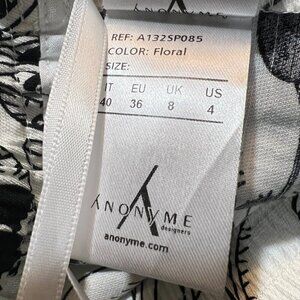 REF: A132SP085
COLOR: Floral
SIZE:
IT EU UK US
40 36 8 4
ANONYME
designers
anonyme.com